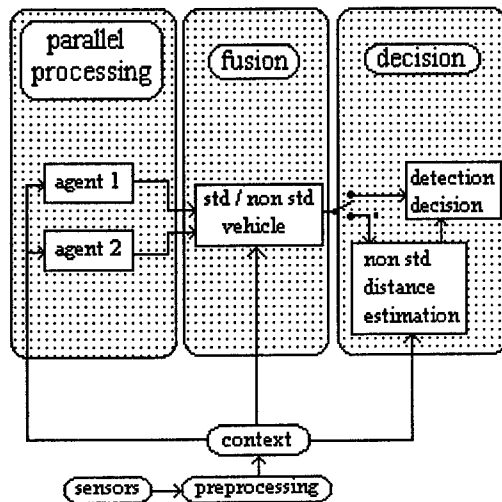 parallel
processing
fusion
decision
agent 1
agent 2
std / non std
vehicle
detection
decision
non std
distance
estimation
context
sensors
preprocessing